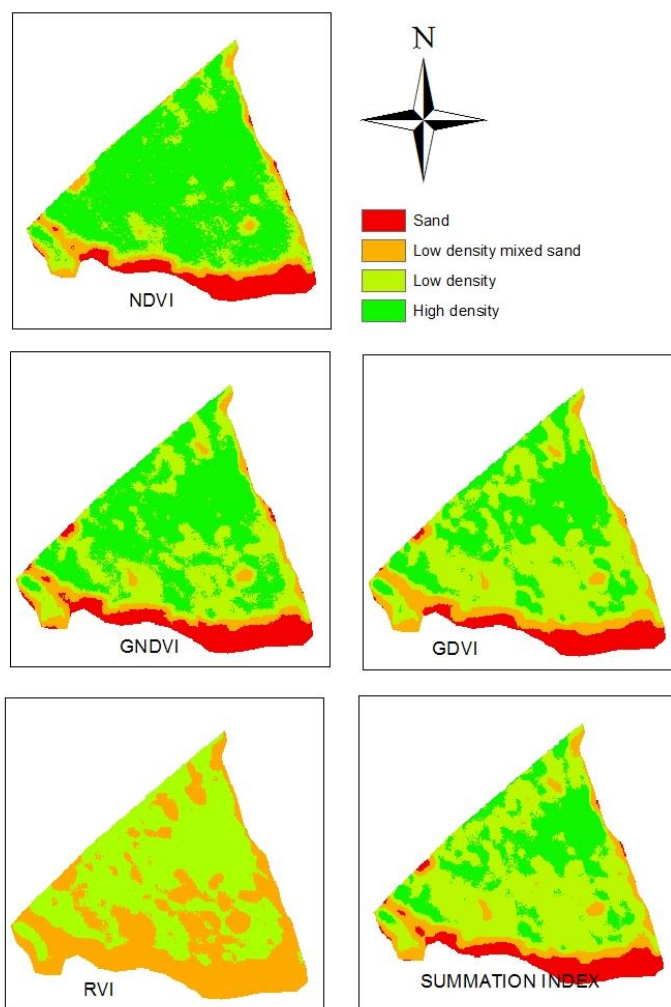 N
Sand
Low density mixed sand
Low density
High density
NDVI
GNDVI
GDVI
RVI
SUMMATION INDEX